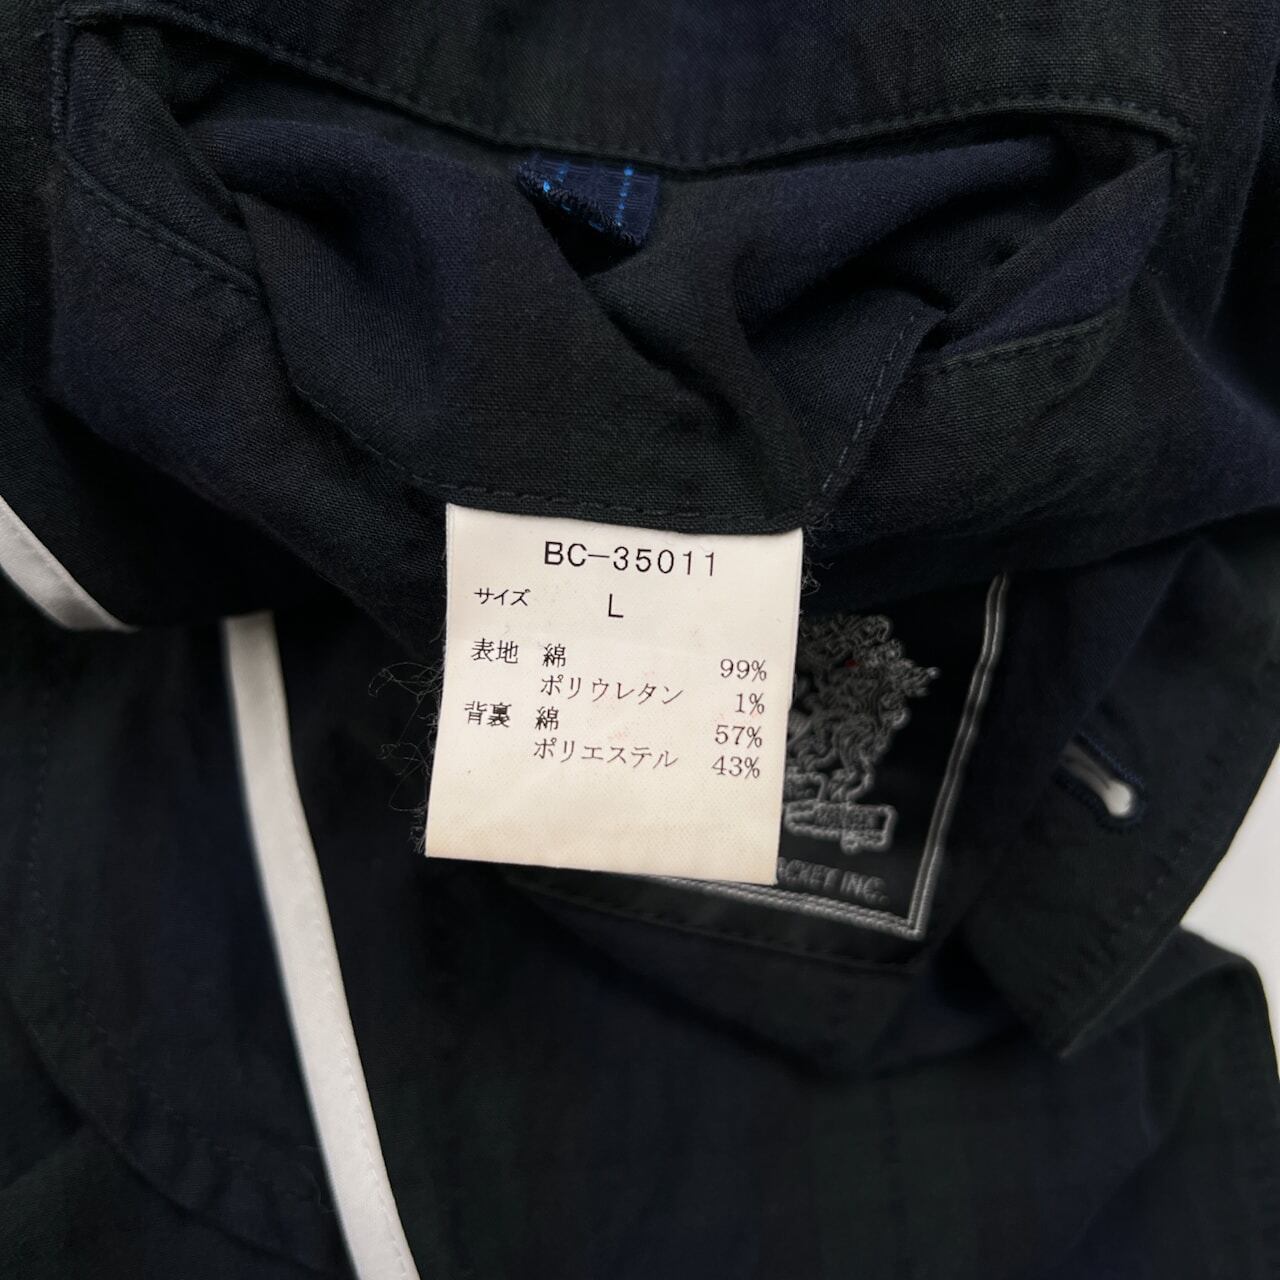 BC-35011
サイズ L
表地 綿 99%
ポリウレタン 1%
背裏 綿 57%
ポリエステル 43%
INC.